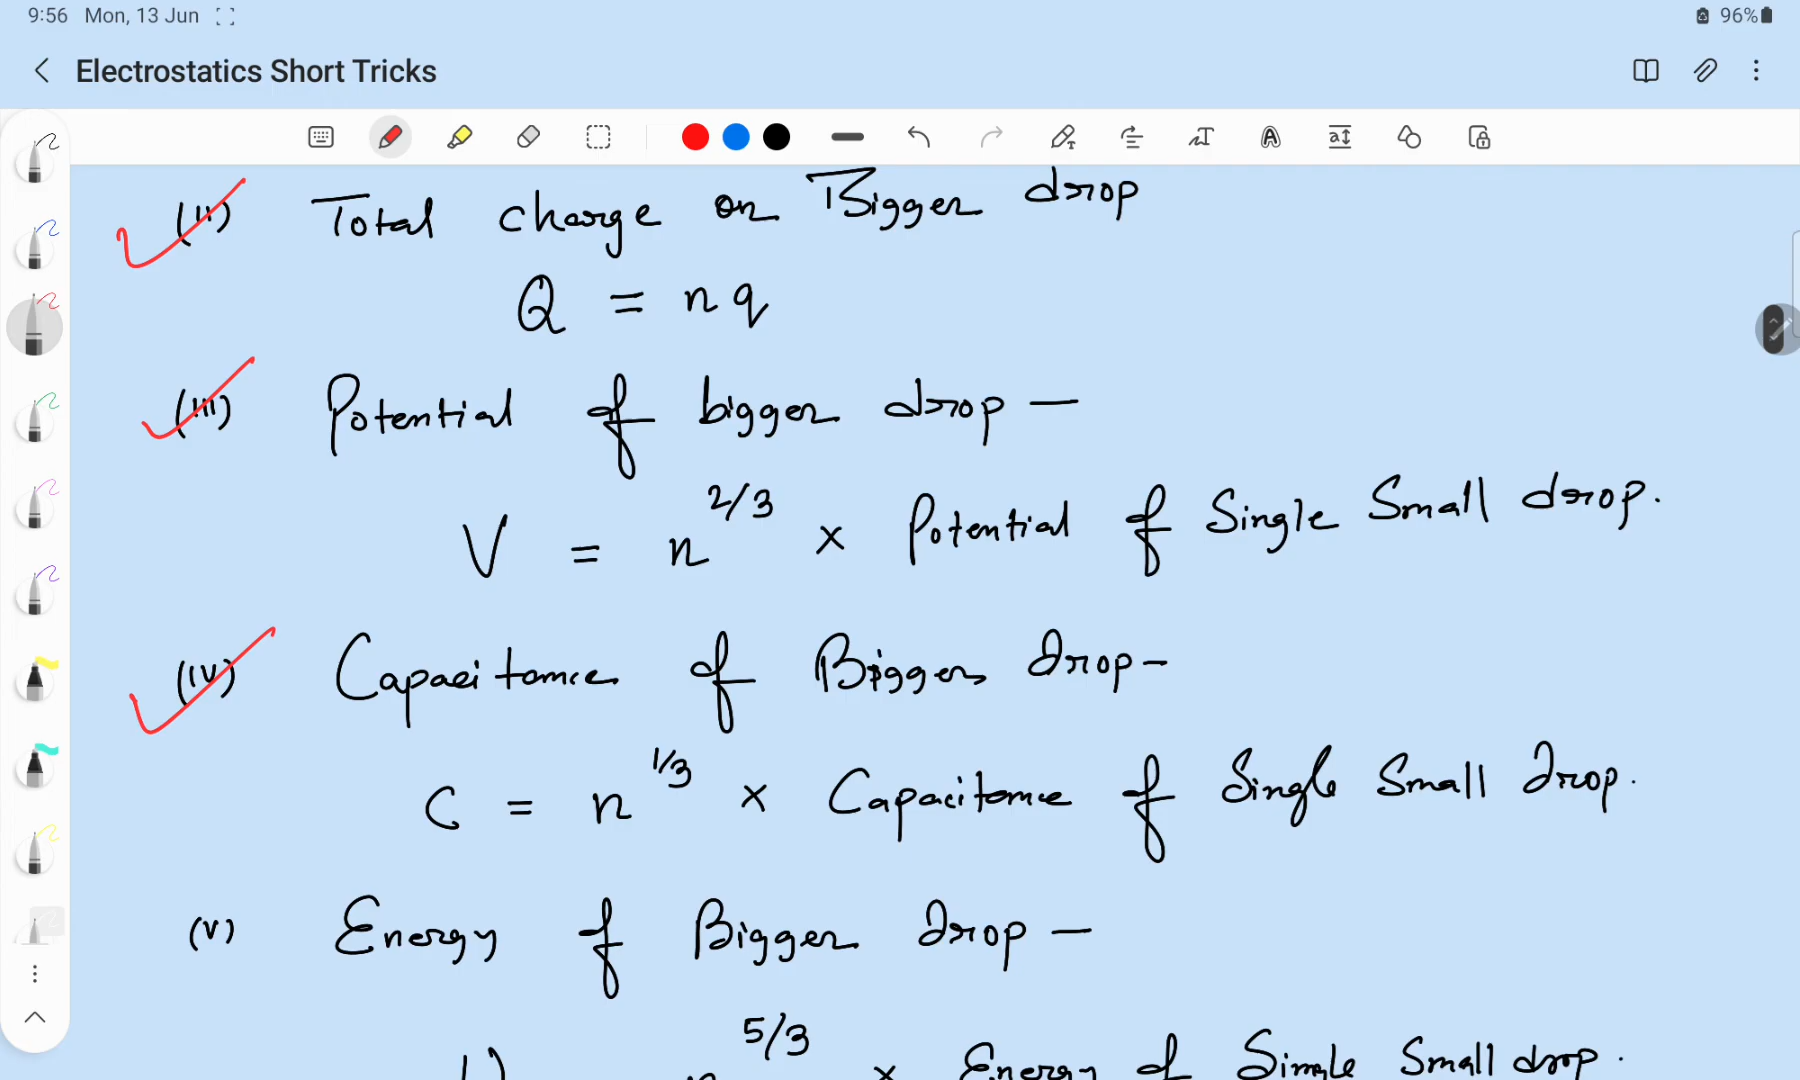 9:56 Mon, 13 Jun 96%
Electrostatics Short Tricks
(II) Total charge on Bigger drop
Q = nq
(III) Potential of bigger drop —
V = n^2/3 × Potential of Single Small drop.
(IV) Capacitance of Bigger drop —
C = n^1/3 × Capacitance of Single Small drop.
(V) Energy of Bigger drop —
n^5/3 × Energy of Single Small drop.